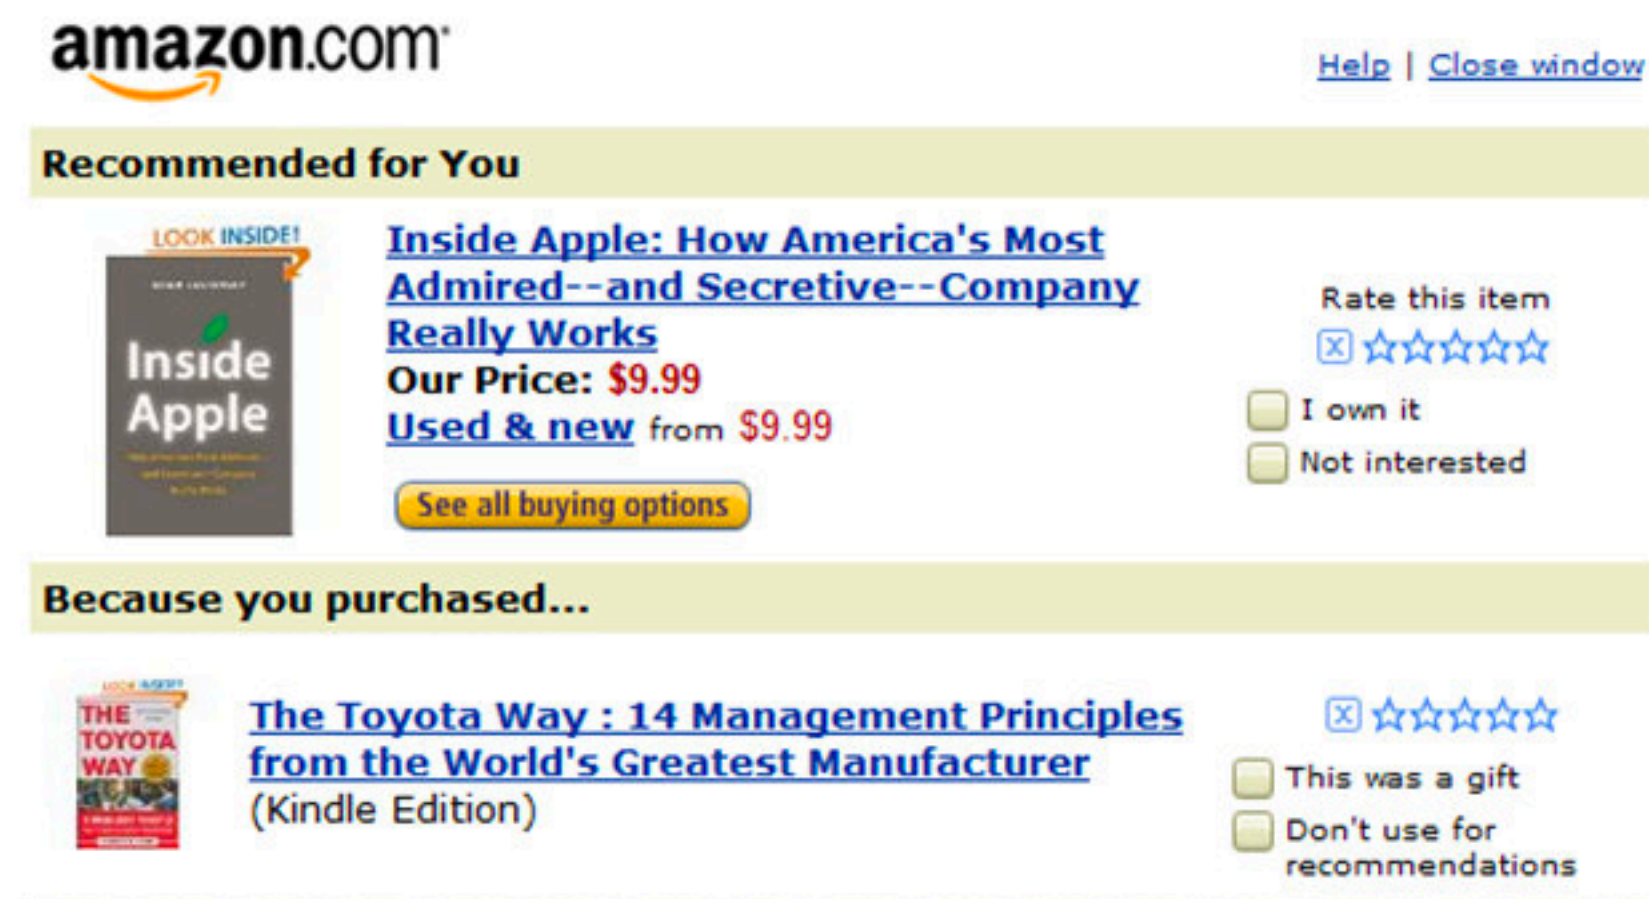 amazon.com
Help | Close window
Recommended for You
LOOK INSIDE!
Inside
Apple
Inside Apple: How America's Most
Admired--and Secretive--Company
Really Works
Our Price: $9.99
Used & new from $9.99
See all buying options
Rate this item
I own it
Not interested
Because you purchased...
LOOK INSIDE!
THE
TOYOTA
WAY
The Toyota Way : 14 Management Principles
from the World's Greatest Manufacturer
(Kindle Edition)
This was a gift
Don't use for
recommendations